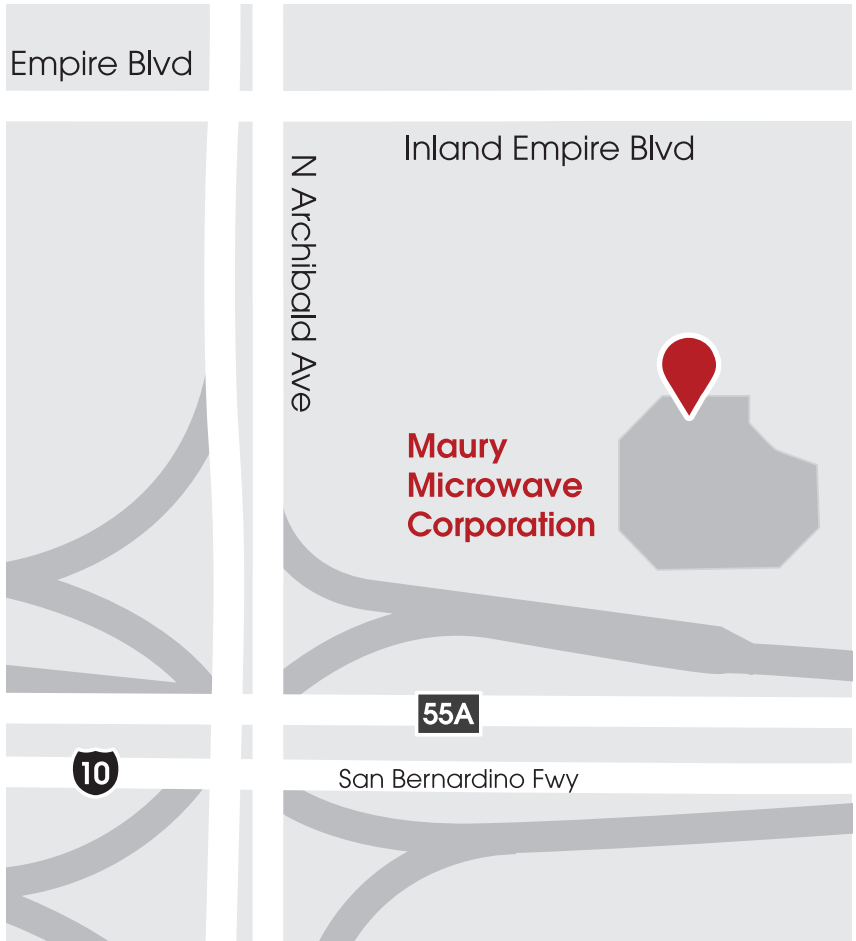 Empire Blvd
Inland Empire Blvd
N Archibald Ave
Maury
Microwave
Corporation
55A
10
San Bernardino Fwy